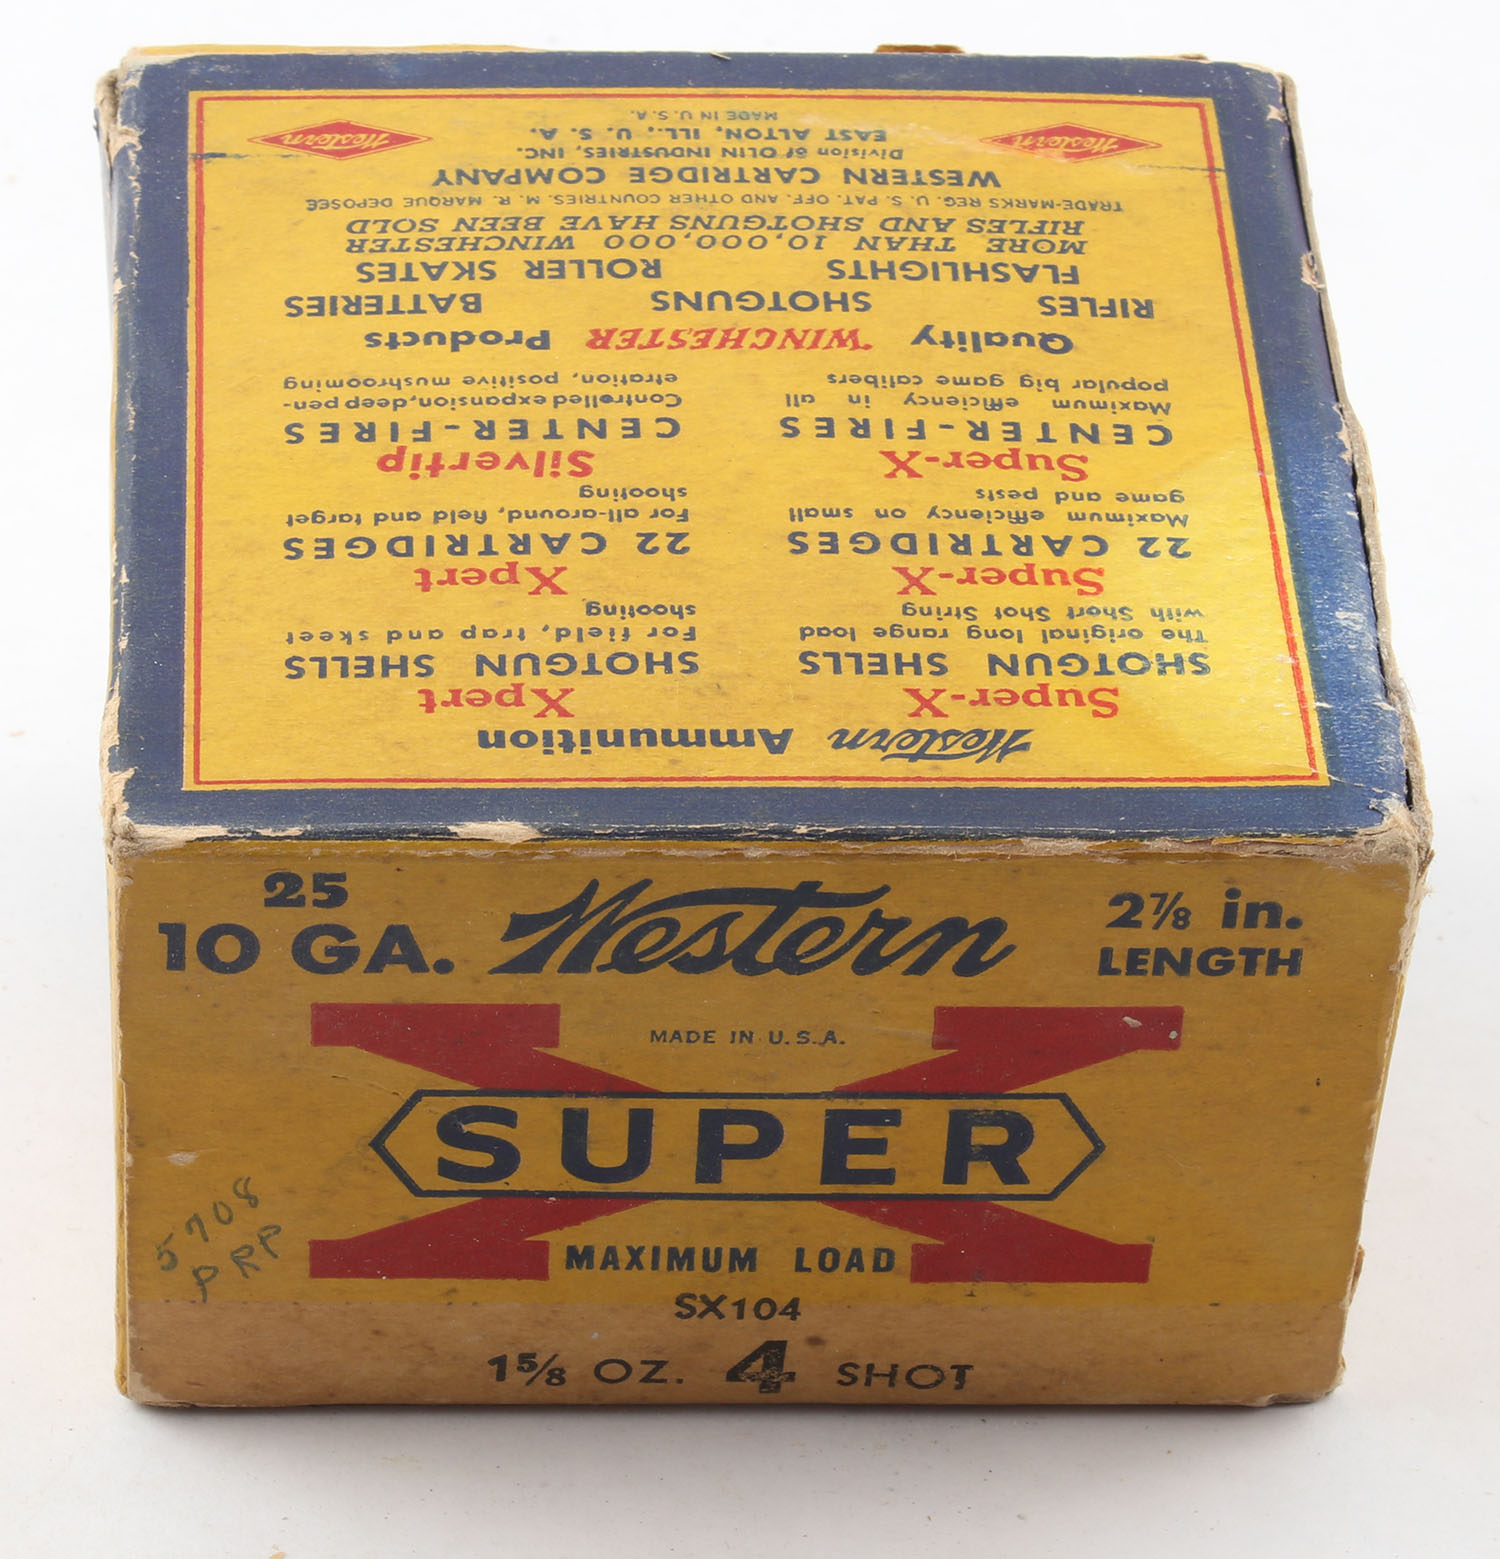 Western Ammunition
Super-X
SHOTGUN SHELLS
The original long range load
with Short Shot String
Xpert
SHOTGUN SHELLS
For field, trap and skeet
shooting
Super-X
22 CARTRIDGES
Maximum efficiency on small
game and pests
Xpert
22 CARTRIDGES
For all-around, field and target
shooting
Super-X
CENTER-FIRES
Maximum efficiency in all
popular big game calibers
Silvertip
CENTER-FIRES
Controlled expansion, deep pen-
etration, positive mushrooming
Quality WINCHESTER Products
RIFLES SHOTGUNS BATTERIES
FLASHLIGHTS ROLLER SKATES
MORE THAN 10,000,000 WINCHESTER
RIFLES AND SHOTGUNS HAVE BEEN SOLD
TRADE-MARKS REG. U. S. PAT. OFF. AND OTHER COUNTRIES. M. R. MARQUE DEPOSEE
WESTERN CARTRIDGE COMPANY
Division of OLIN INDUSTRIES, INC.
EAST ALTON, ILL., U. S. A.
MADE IN U.S.A.
Western
Western
25
10 GA.
Western
2⅞ in.
LENGTH
MADE IN U.S.A.
X
SUPER
MAXIMUM LOAD
SX104
1⅝ OZ. 4 SHOT
5708
PRP